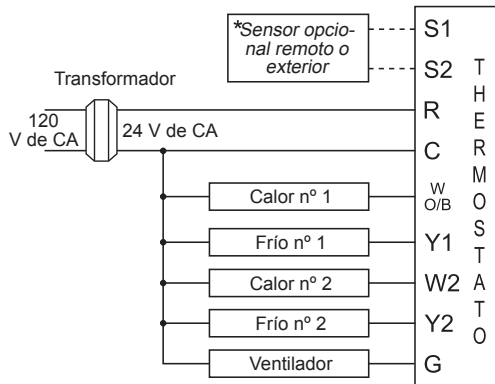 *Sensor opcio-
nal remoto o
exterior
S1
S2
Transformador
R
120
V de CA
24 V de CA
C
Calor nº 1
W
O/B
Frío nº 1
Y1
Calor nº 2
W2
Frío nº 2
Y2
Ventilador
G
THERMOSTATO